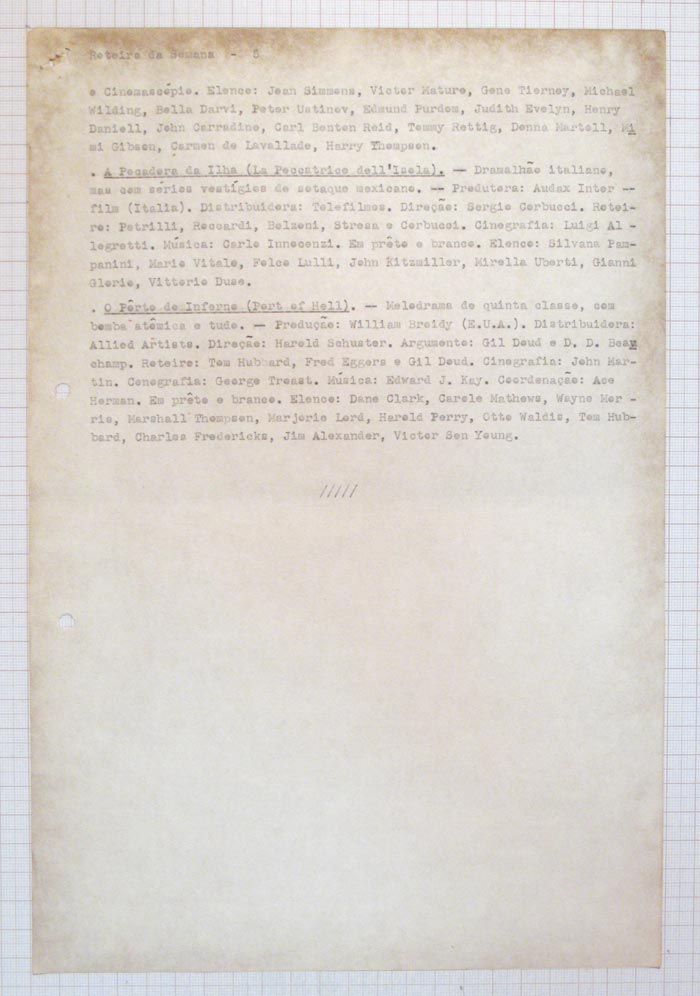 Roteiro da Semana - 5
e Cinemascópio. Elenco: Jean Simmons, Victor Mature, Gene Tierney, Michael
Wilding, Bella Darvi, Peter Ustinov, Edmund Purdom, Judith Evelyn, Henry
Daniell, John Carradine, Carl Benton Reid, Tommy Rettig, Donna Martell, Mi
mi Gibson, Carmen de Lavallade, Harry Thompson.
. A Pecadora da Ilha (La Peccatrice dell'Isola). — Dramalhão italiano,
mas com sérios vestígios de sotaque mexicano. — Produtora: Audax Inter -
film (Italia). Distribuidora: Telefilmes. Direção: Sergio Corbucci. Rotei-
ro: Petrilli, Roccardi, Bolzoni, Stresa e Corbucci. Cinegrafia: Luigi Al -
legretti. Música: Carlo Innocenzi. Em prêto e branco. Elenco: Silvana Pam-
panini, Mario Vitale, Folco Lulli, John Kitzmiller, Mirella Uberti, Gianni
Glorio, Vittorio Duse.
. O Pôrto do Inferno (Port of Hell). — Melodrama de quinta classe, com
bomba atômica e tudo. — Produção: William Broidy (E.U.A.). Distribuidora:
Allied Artists. Direção: Harold Schuster. Argumento: Gil Doud e D. D. Beau
champ. Roteiro: Tom Hubbard, Fred Eggers e Gil Doud. Cinegrafia: John Mar-
tin. Cenografia: George Troast. Música: Edward J. Kay. Coordenação: Ace
Herman. Em prêto e branco. Elenco: Dane Clark, Carole Mathews, Wayne Mor -
ris, Marshall Thompson, Marjorie Lord, Harold Perry, Otto Waldis, Tom Hub-
bard, Charles Fredericks, Jim Alexander, Victor Sen Young.
/////